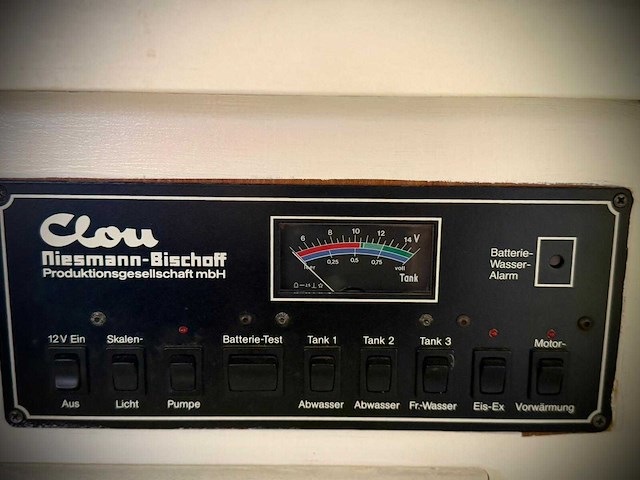 Clou
Niesmann-Bischoff
Produktionsgesellschaft mbH
6 8 10 12 14 V
0,25 0,5 0,75
leer voll
Tank
Batterie-
Wasser-
Alarm
12V Ein Skalen- Batterie-Test Tank 1 Tank 2 Tank 3 Motor-
Aus Licht Pumpe Abwasser Abwasser Fr.-Wasser Eis-Ex Vorwärmung